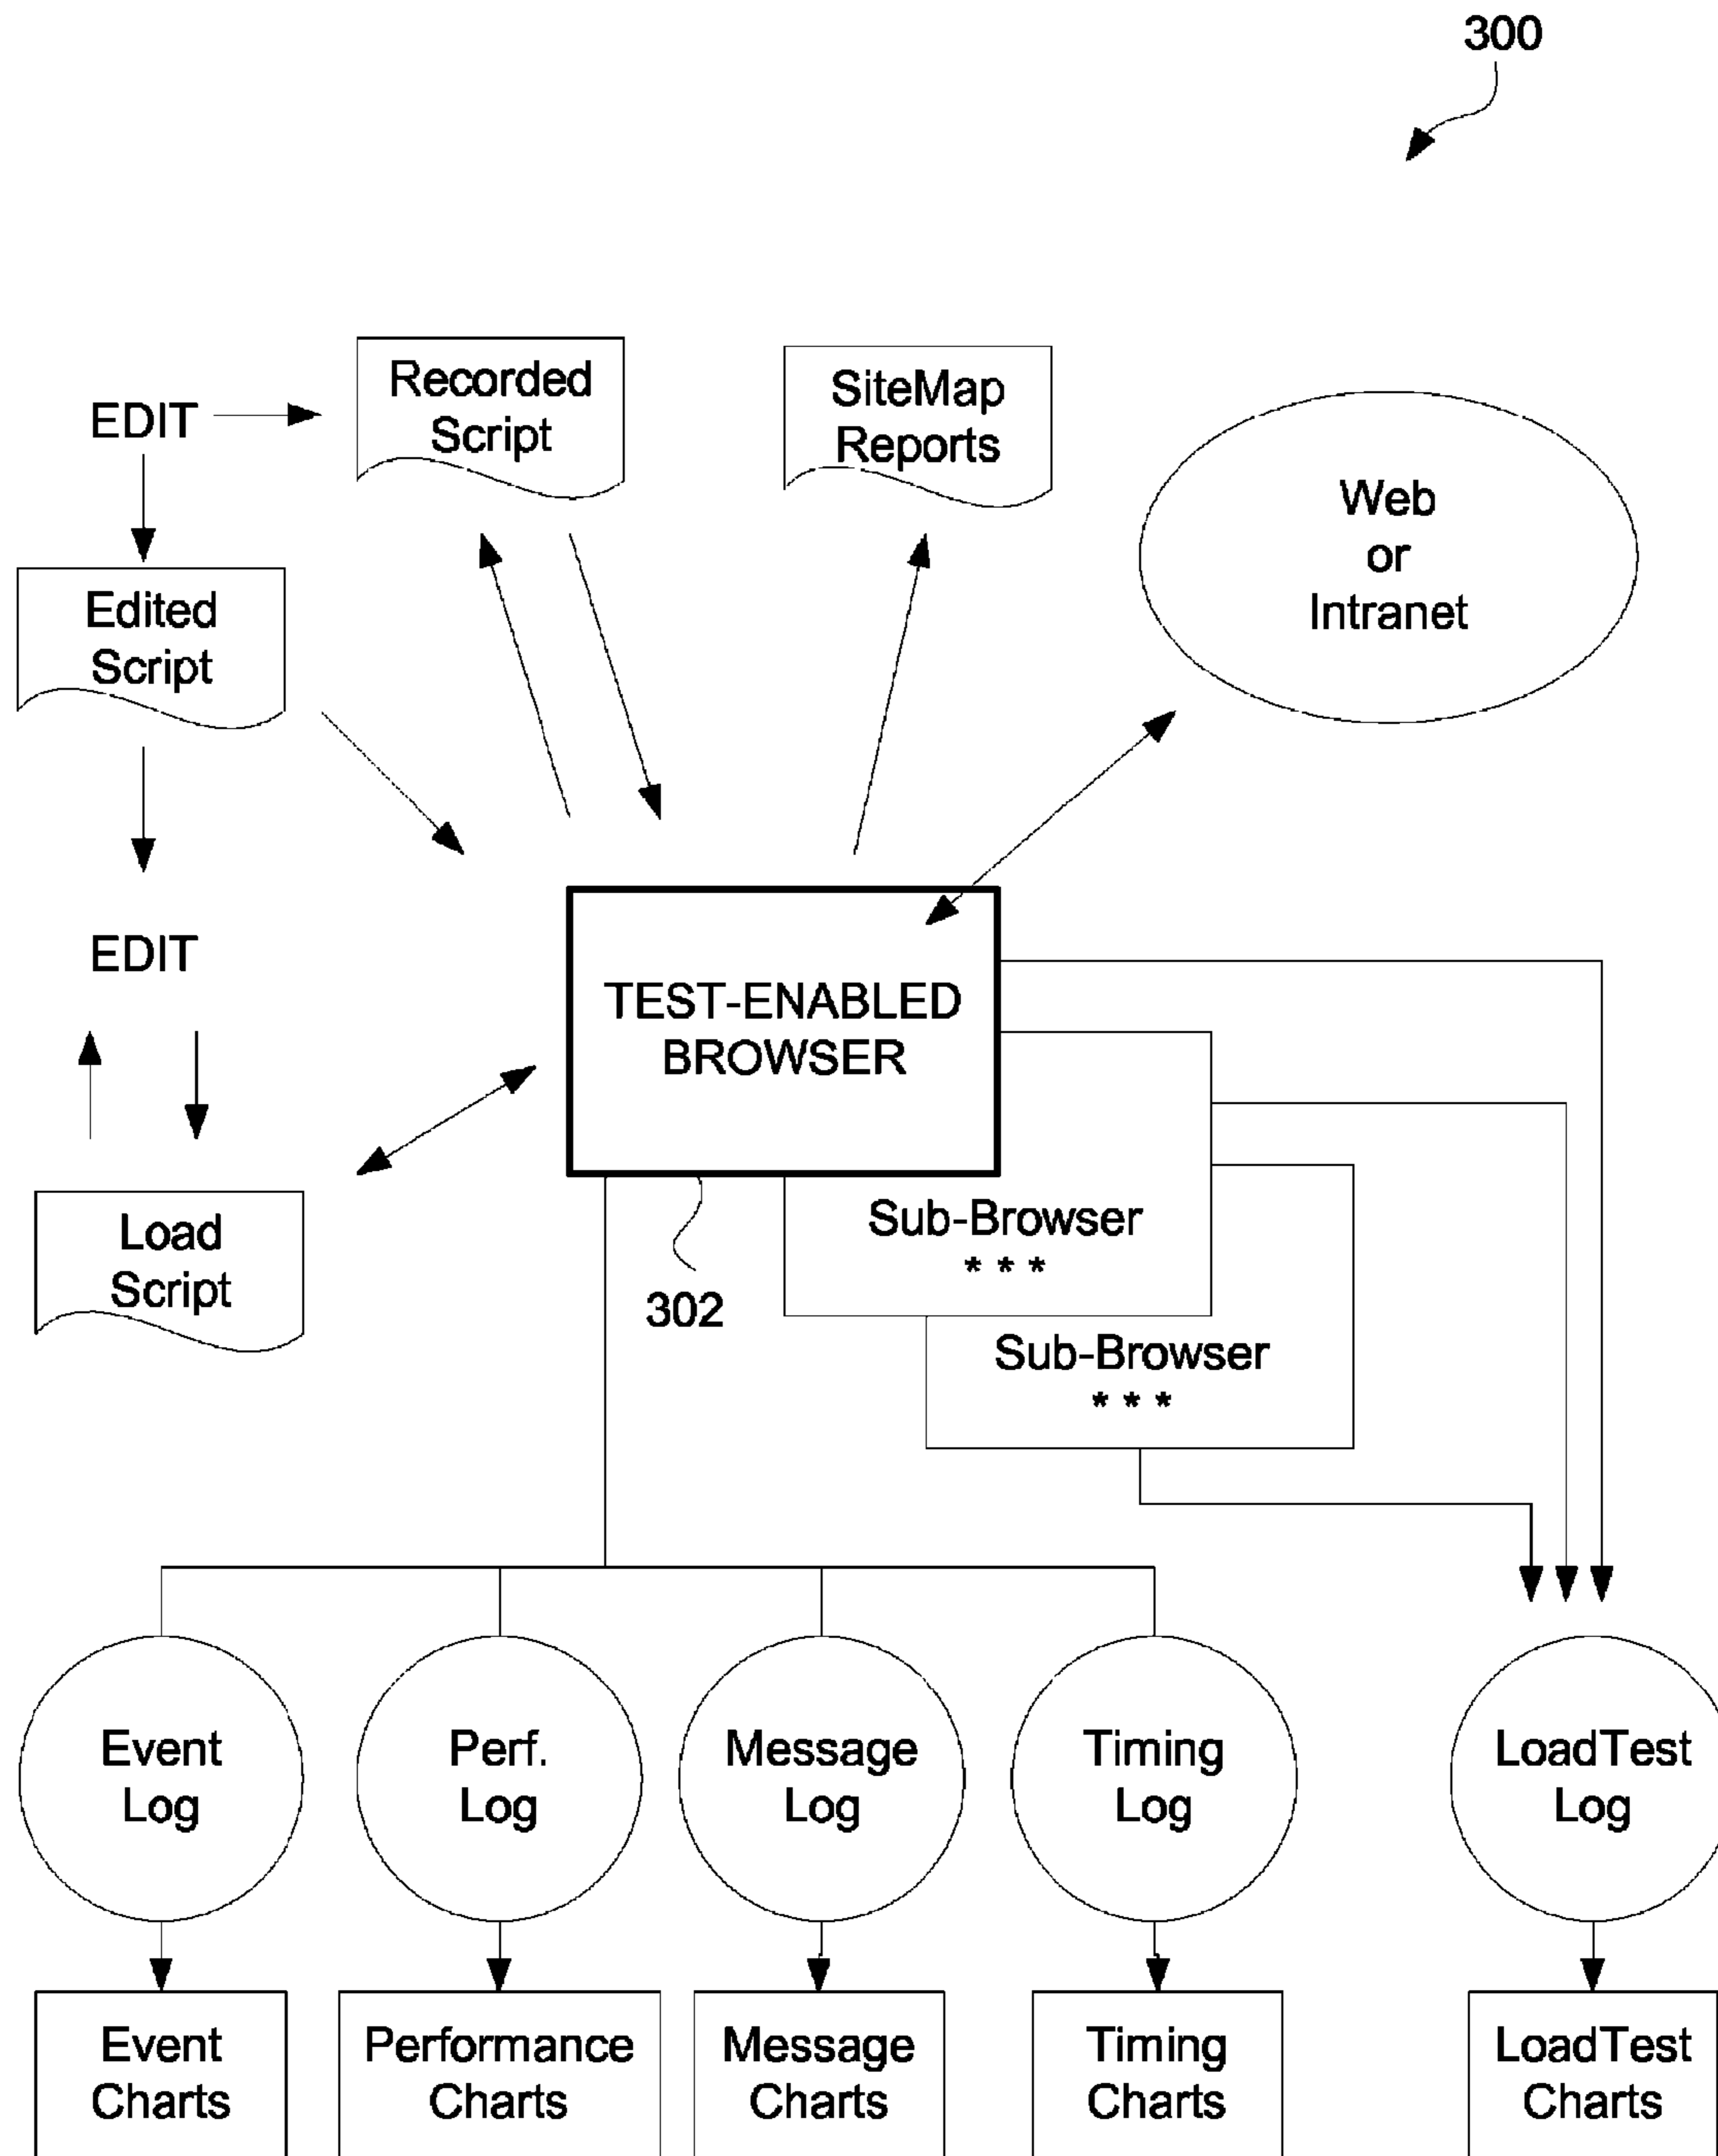 300
EDIT
Recorded
Script
SiteMap
Reports
Web
or
Intranet
Edited
Script
EDIT
TEST-ENABLED
BROWSER
Load
Script
Sub-Browser
* * *
302
Sub-Browser
* * *
Event
Log
Perf.
Log
Message
Log
Timing
Log
LoadTest
Log
Event
Charts
Performance
Charts
Message
Charts
Timing
Charts
LoadTest
Charts